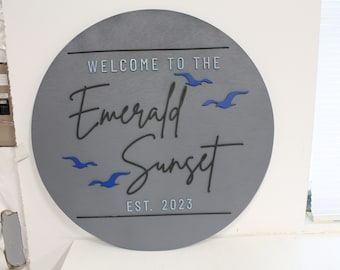 WELCOME TO THE
Emerald
Sunset
EST. 2023